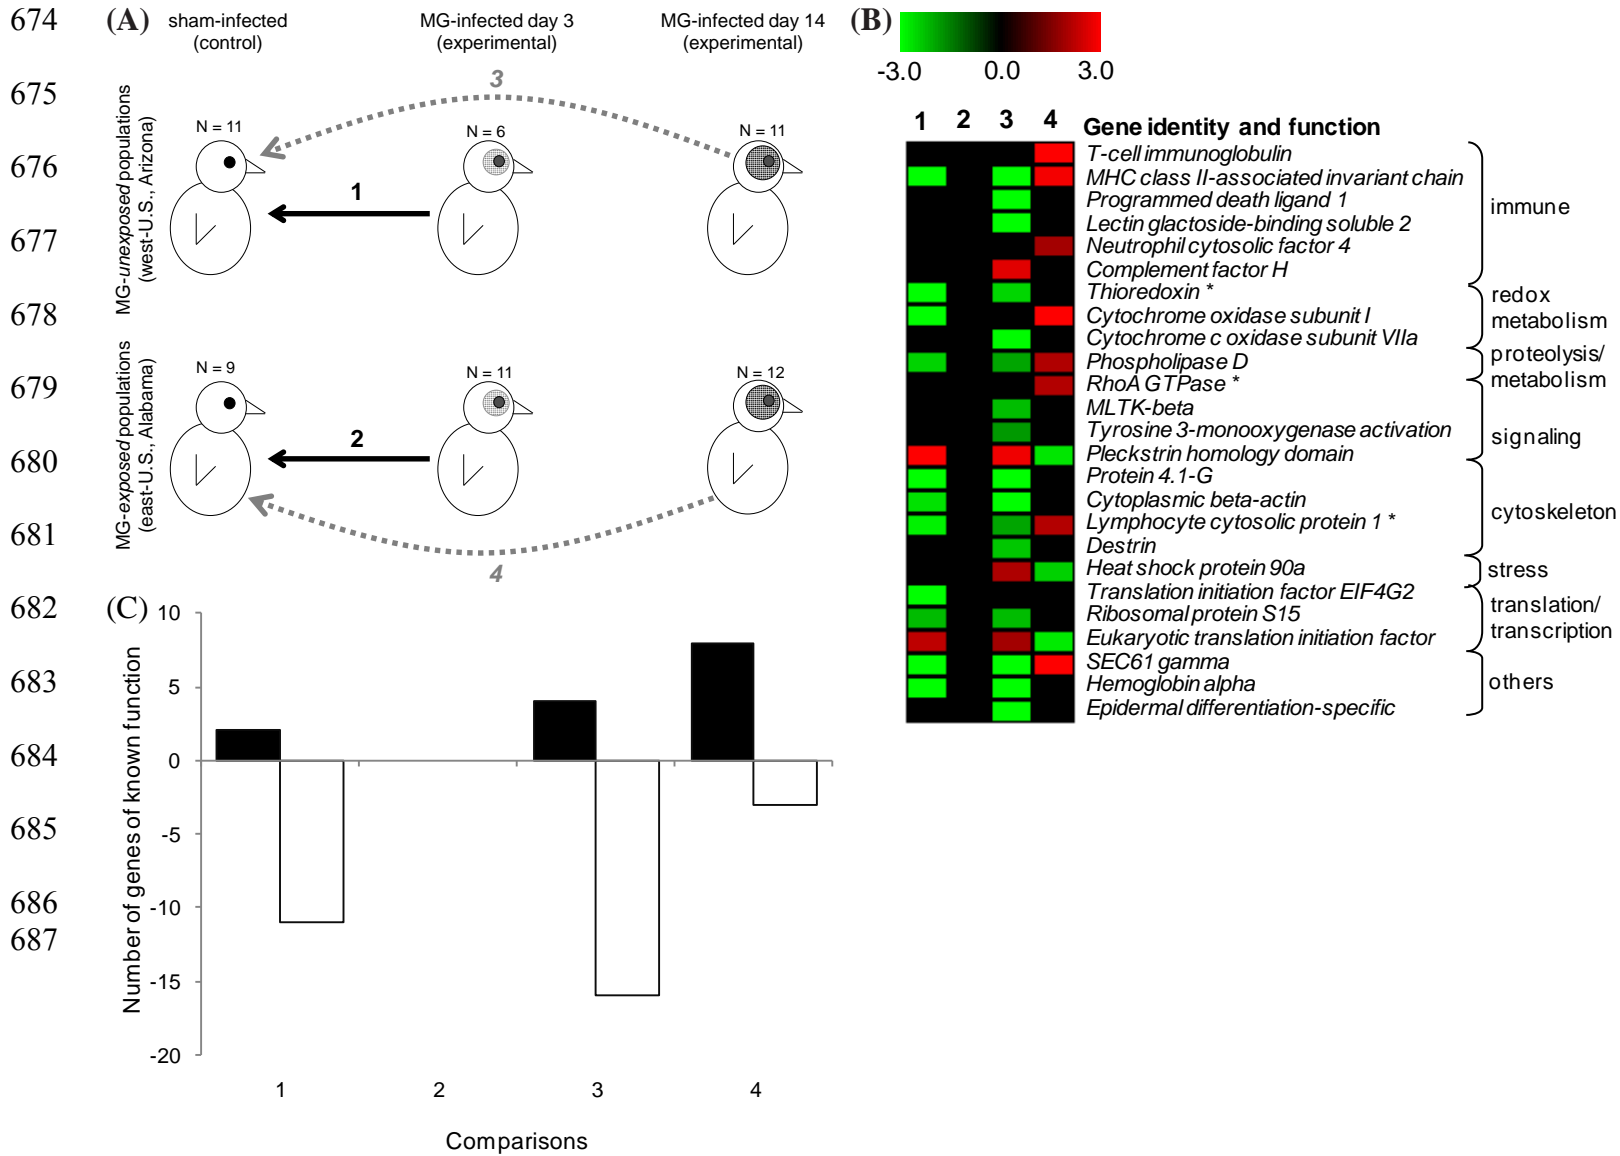 674
675
676
677
678
679
680
681
682
683
684
685
686
687
(A)
sham-infected
(control)
MG-infected day 3
(experimental)
MG-infected day 14
(experimental)
MG-unexposed populations
(west-U.S., Arizona)
3
N = 11
N = 6
N = 11
1
MG-exposed populations
(east-U.S., Alabama)
N = 9
N = 11
N = 12
2
4
(B)
-3.0 0.0 3.0
1 2 3 4 Gene identity and function
T-cell immunoglobulin
MHC class II-associated invariant chain
Programmed death ligand 1
Lectin glactoside-binding soluble 2
Neutrophil cytosolic factor 4
Complement factor H
Thioredoxin *
Cytochrome oxidase subunit I
Cytochrome c oxidase subunit VIIa
Phospholipase D
RhoA GTPase *
MLTK-beta
Tyrosine 3-monooxygenase activation
Pleckstrin homology domain
Protein 4.1-G
Cytoplasmic beta-actin
Lymphocyte cytosolic protein 1 *
Destrin
Heat shock protein 90a
Translation initiation factor EIF4G2
Ribosomal protein S15
Eukaryotic translation initiation factor
SEC61 gamma
Hemoglobin alpha
Epidermal differentiation-specific
immune
redox
metabolism
proteolysis/
metabolism
signaling
cytoskeleton
stress
translation/
transcription
others
(C)
Number of genes of known function
10
5
0
-5
-10
-15
-20
1 2 3 4
Comparisons